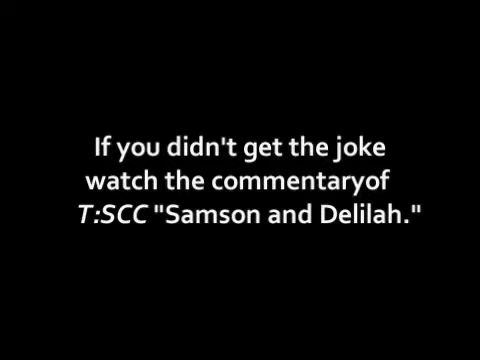 If you didn't get the joke
watch the commentaryof
T:SCC "Samson and Delilah."